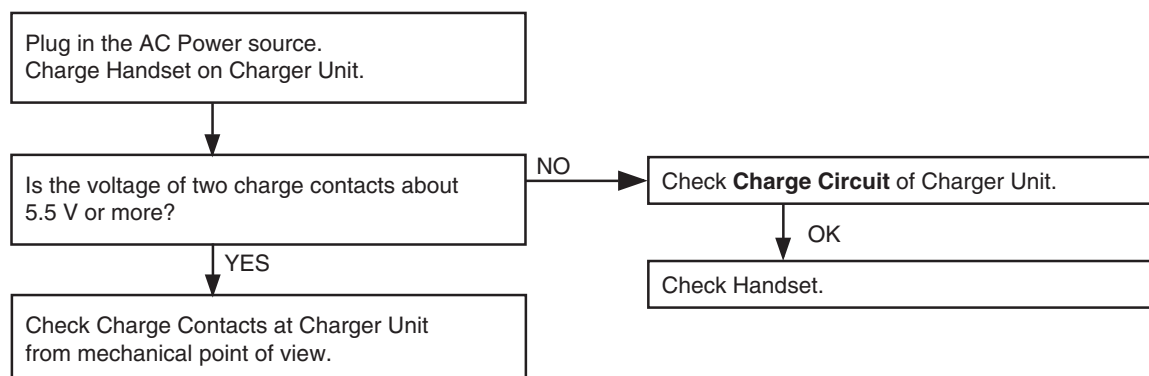 Plug in the AC Power source.
Charge Handset on Charger Unit.
Is the voltage of two charge contacts about
5.5 V or more?
NO
Check Charge Circuit of Charger Unit.
OK
Check Handset.
YES
Check Charge Contacts at Charger Unit
from mechanical point of view.